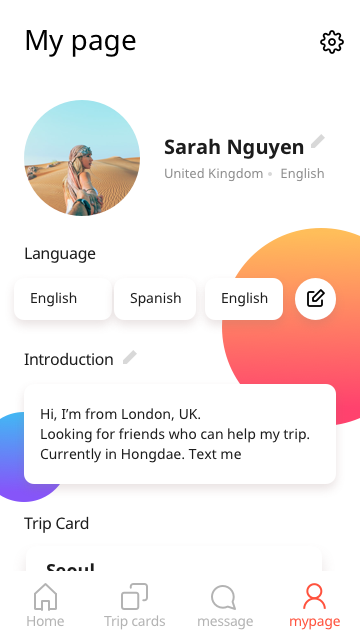 My page
Sarah Nguyen
United Kingdom • English
Language
English Spanish English
Introduction
Hi, I’m from London, UK.
Looking for friends who can help my trip.
Currently in Hongdae. Text me
Trip Card
Seoul
Home Trip cards message mypage